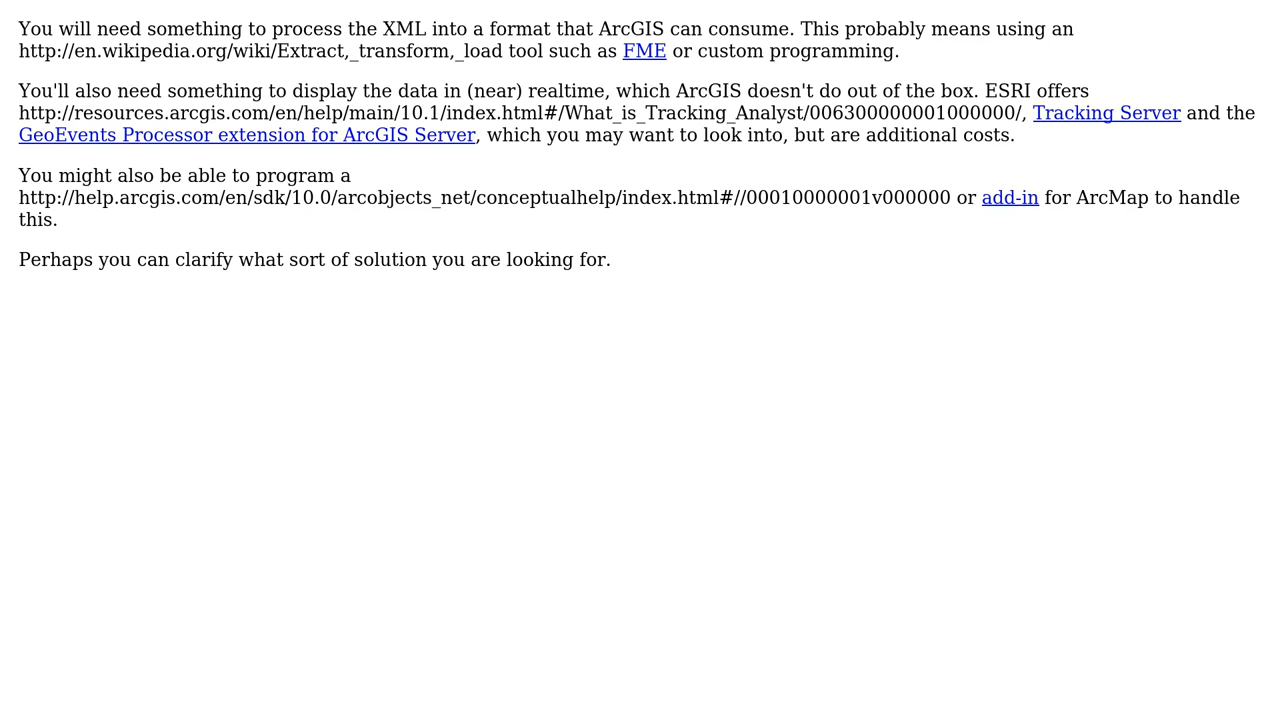 You will need something to process the XML into a format that ArcGIS can consume. This probably means using an
http://en.wikipedia.org/wiki/Extract,_transform,_load tool such as FME or custom programming.
You'll also need something to display the data in (near) realtime, which ArcGIS doesn't do out of the box. ESRI offers
http://resources.arcgis.com/en/help/main/10.1/index.html#/What_is_Tracking_Analyst/006300000001000000/, Tracking Server and the
GeoEvents Processor extension for ArcGIS Server, which you may want to look into, but are additional costs.
You might also be able to program a
http://help.arcgis.com/en/sdk/10.0/arcobjects_net/conceptualhelp/index.html#//00010000001v000000 or add-in for ArcMap to handle
this.
Perhaps you can clarify what sort of solution you are looking for.